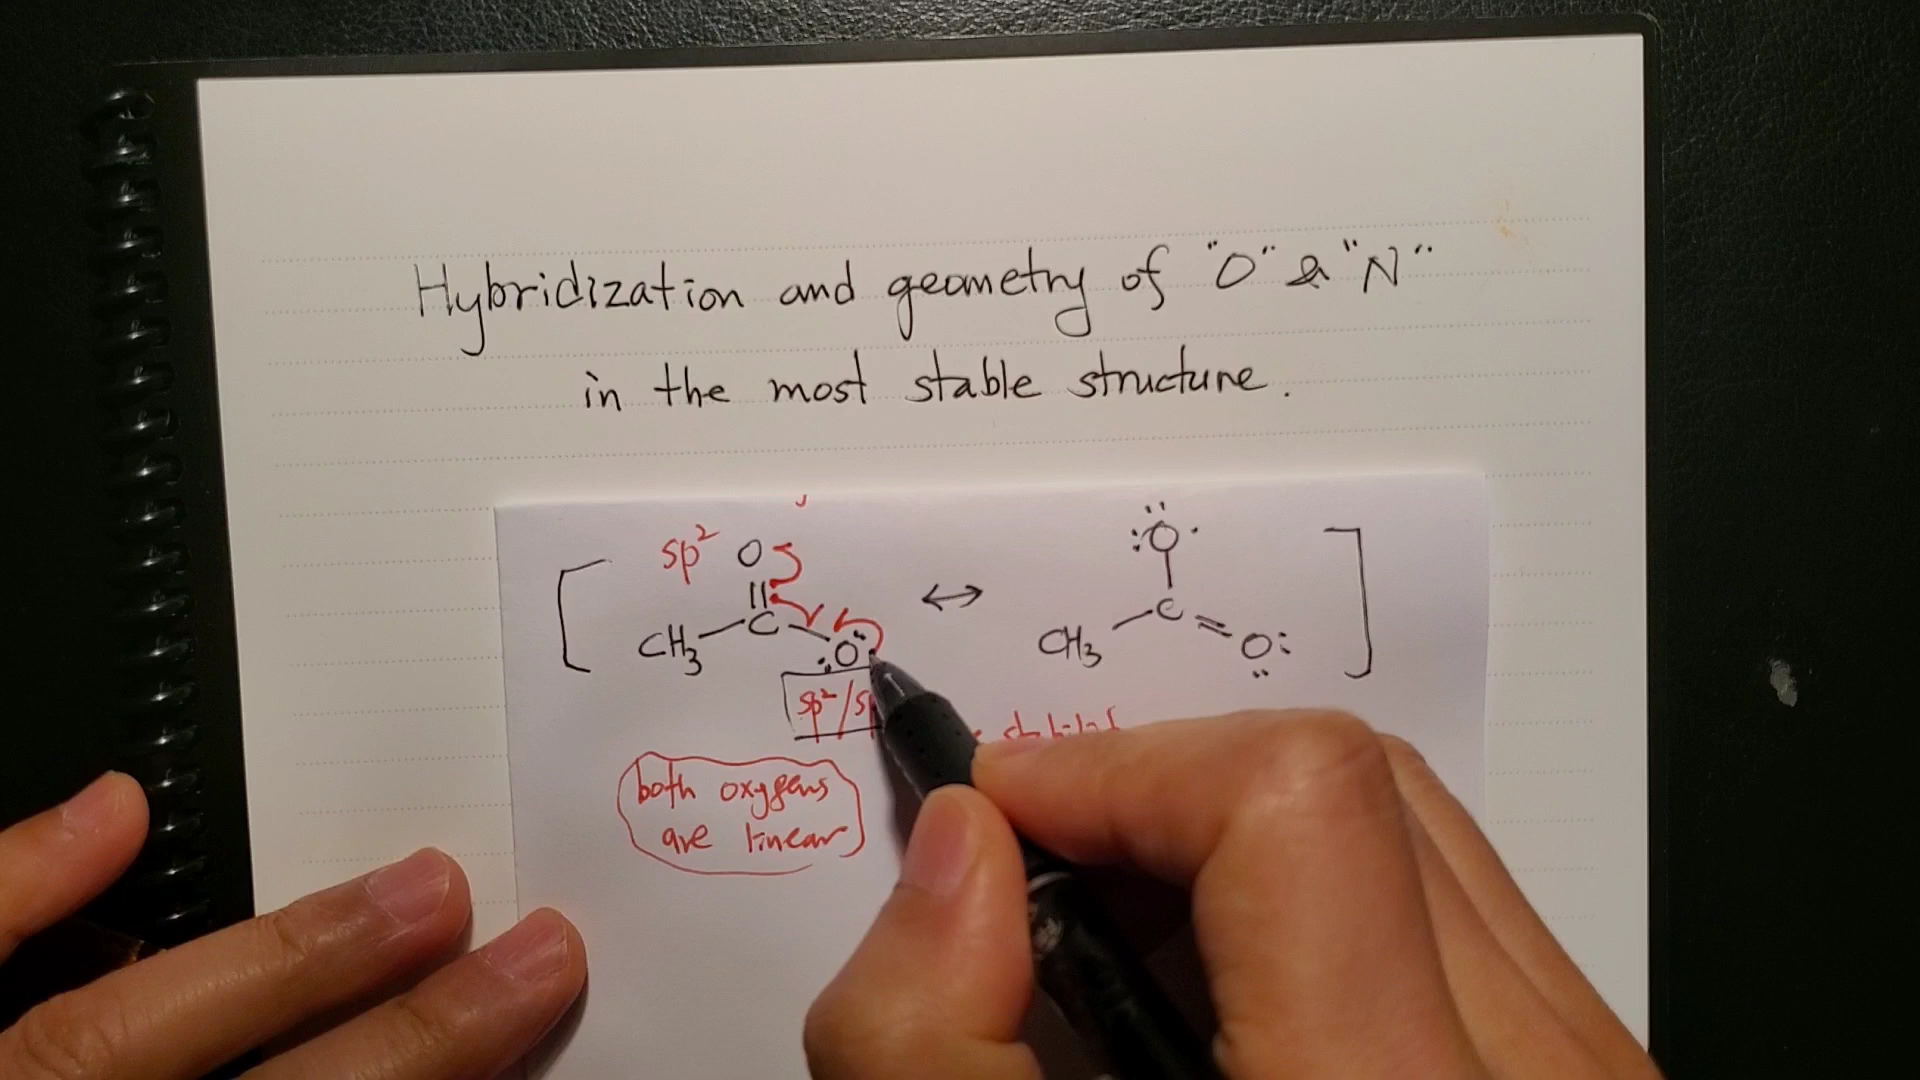 Hybridization and geometry of "O" & "N"
in the most stable structure.
sp² O
CH₃ C O
sp²/
C O
CH₃ O
both oxygens
are linear